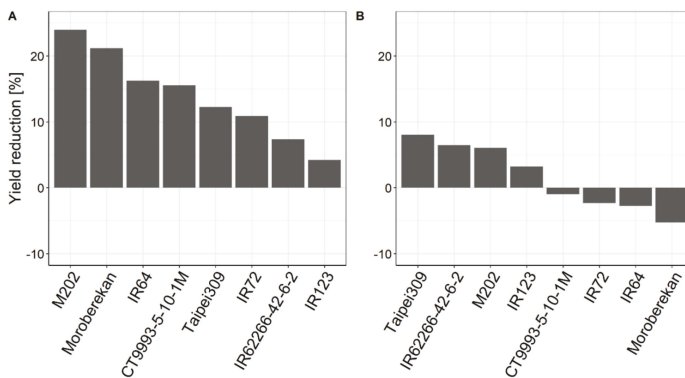 A
Yield reduction [%]
20
10
0
-10
M202
Moroberekan
IR64
CT9993-5-10-1M
Taipei309
IR72
IR62266-42-6-2
IR123
B
20
10
0
-10
Taipei309
IR62266-42-6-2
M202
IR123
CT9993-5-10-1M
IR72
IR64
Moroberekan